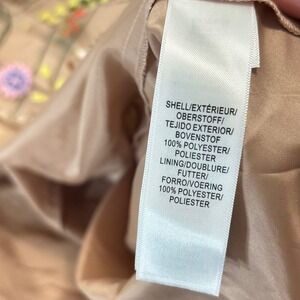 SHELL/EXTÉRIEUR/
OBERSTOFF/
TEJIDO EXTERIOR/
BOVENSTOF
100% POLYESTER/
POLIESTER
LINING/DOUBLURE/
FUTTER/
FORRO/VOERING
100% POLYESTER/
POLIESTER